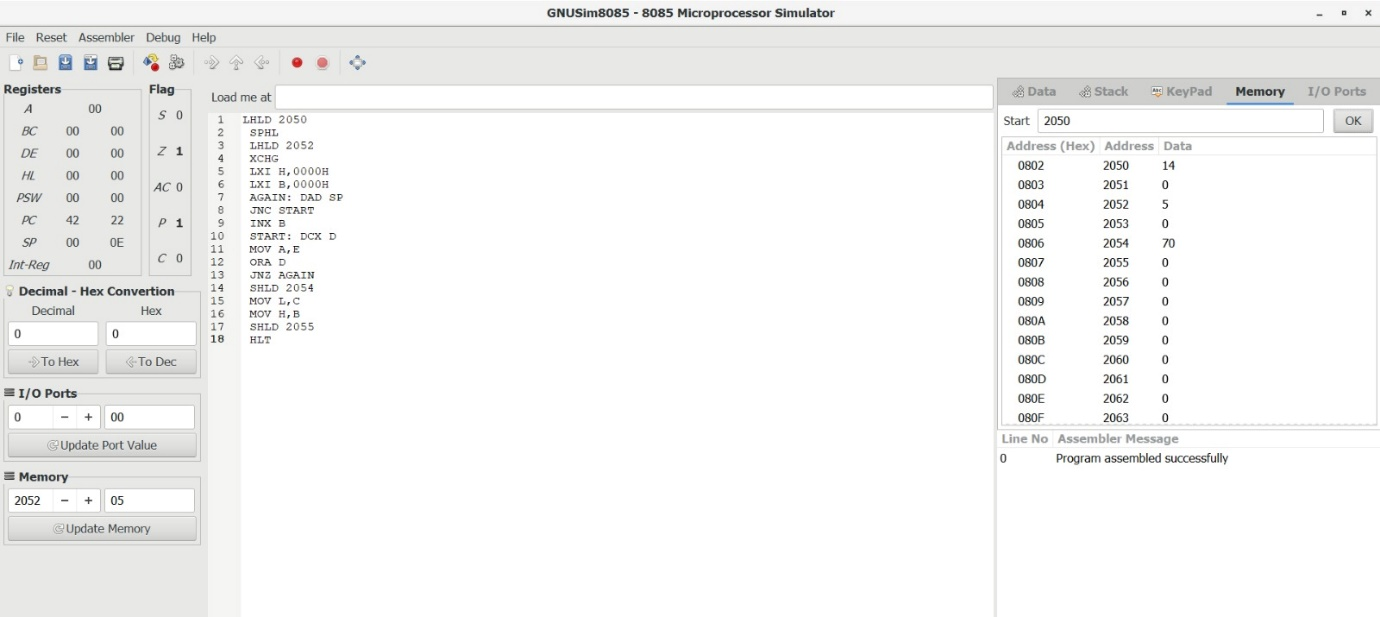 GNUSim8085 - 8085 Microprocessor Simulator
File Reset Assembler Debug Help
Registers
A 00
BC 00 00
DE 00 00
HL 00 00
PSW 00 00
PC 42 22
SP 00 0E
Int-Reg 00
Flag
S 0
Z 1
AC 0
P 1
C 0
Decimal - Hex Convertion
Decimal Hex
0 0
To Hex To Dec
I/O Ports
0 - + 00
Update Port Value
Memory
2052 - + 05
Update Memory
Load me at
1 LHLD 2050
2 SPHL
3 LHLD 2052
4 XCHG
5 LXI H,0000H
6 LXI B,0000H
7 AGAIN: DAD SP
8 JNC START
9 INX B
10 START: DCX D
11 MOV A,E
12 ORA D
13 JNZ AGAIN
14 SHLD 2054
15 MOV L,C
16 MOV H,B
17 SHLD 2055
18 HLT
Data Stack KeyPad Memory I/O Ports
Start 2050 OK
Address (Hex) Address Data
0802 2050 14
0803 2051 0
0804 2052 5
0805 2053 0
0806 2054 70
0807 2055 0
0808 2056 0
0809 2057 0
080A 2058 0
080B 2059 0
080C 2060 0
080D 2061 0
080E 2062 0
080F 2063 0
Line No Assembler Message
0 Program assembled successfully